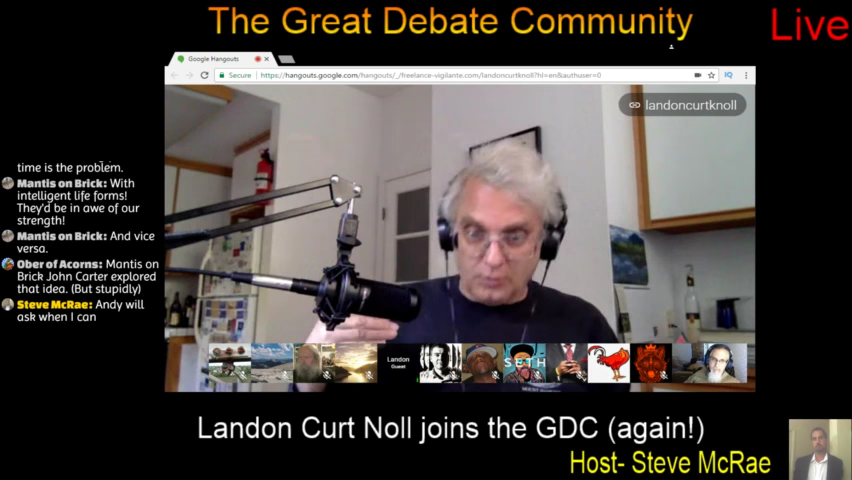 The Great Debate Community
Live
Google Hangouts
Secure
https://hangouts.google.com/hangouts/_/freelance-vigilante.com/landoncurtknoll?hl=en&authuser=0
IQ
landoncurtknoll
time is the problem.
Mantis on Brick: With
intelligent life forms!
They'd be in awe of our
strength!
Mantis on Brick: And vice
versa.
Ober of Acorns: Mantis on
Brick John Carter explored
that idea. (But stupidly)
Steve McRae: Andy will
ask when I can
Landon
Guest
SETH
Landon Curt Noll joins the GDC (again!)
Host- Steve McRae